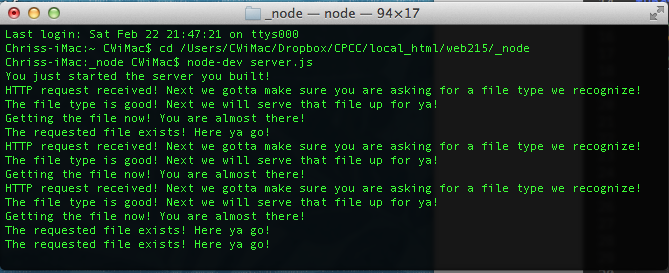 _node — node — 94×17
Last login: Sat Feb 22 21:47:21 on ttys000
Chriss-iMac:~ CWiMac$ cd /Users/CWiMac/Dropbox/CPCC/local_html/web215/_node
Chriss-iMac:_node CWiMac$ node-dev server.js
You just started the server you built!
HTTP request received! Next we gotta make sure you are asking for a file type we recognize!
The file type is good! Next we will serve that file up for ya!
Getting the file now! You are almost there!
The requested file exists! Here ya go!
HTTP request received! Next we gotta make sure you are asking for a file type we recognize!
The file type is good! Next we will serve that file up for ya!
Getting the file now! You are almost there!
HTTP request received! Next we gotta make sure you are asking for a file type we recognize!
The file type is good! Next we will serve that file up for ya!
Getting the file now! You are almost there!
The requested file exists! Here ya go!
The requested file exists! Here ya go!